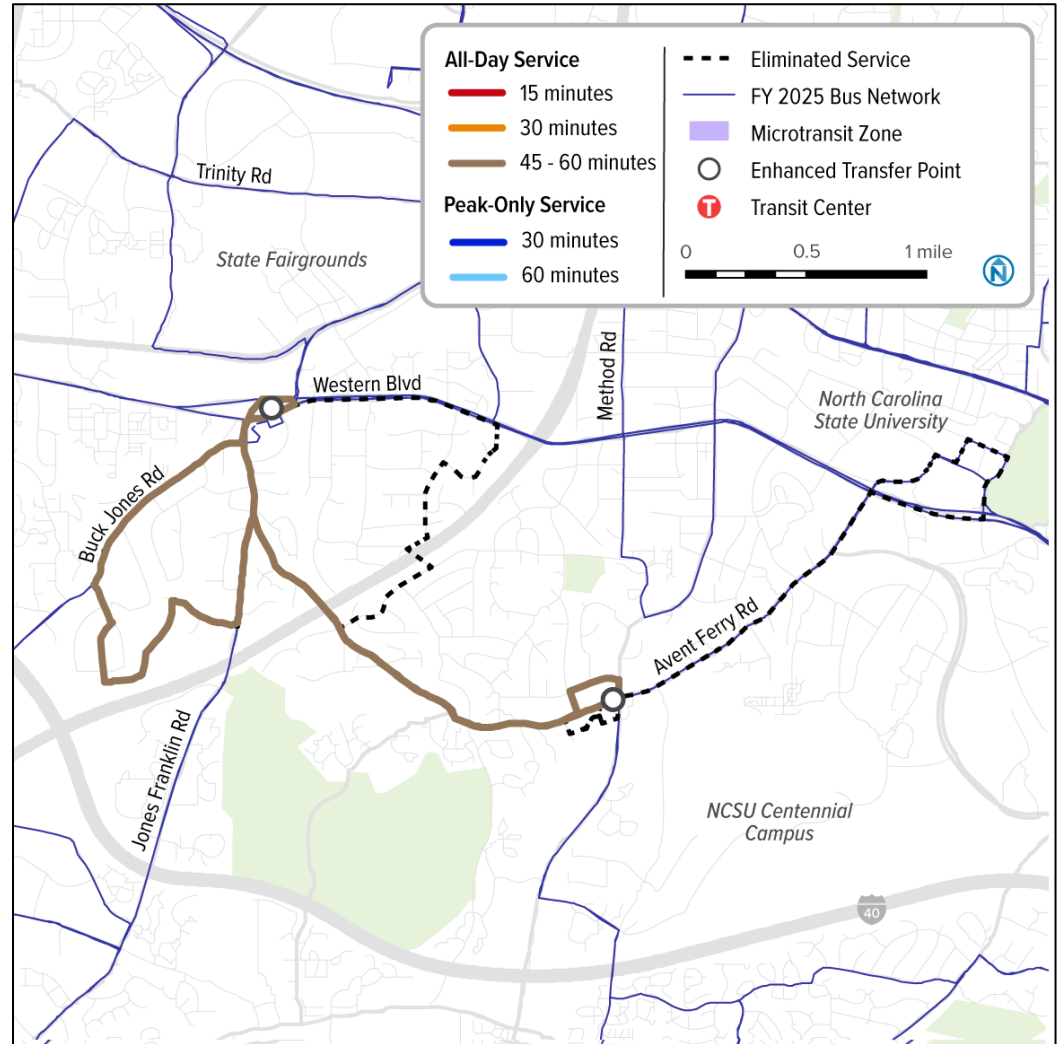 All-Day Service
15 minutes
30 minutes
45 - 60 minutes
Peak-Only Service
30 minutes
60 minutes
Eliminated Service
FY 2025 Bus Network
Microtransit Zone
Enhanced Transfer Point
T
Transit Center
0 0.5 1 mile
N
Trinity Rd
State Fairgrounds
Western Blvd
Method Rd
North Carolina
State University
Buck Jones Rd
Avent Ferry Rd
Jones Franklin Rd
NCSU Centennial
Campus
40